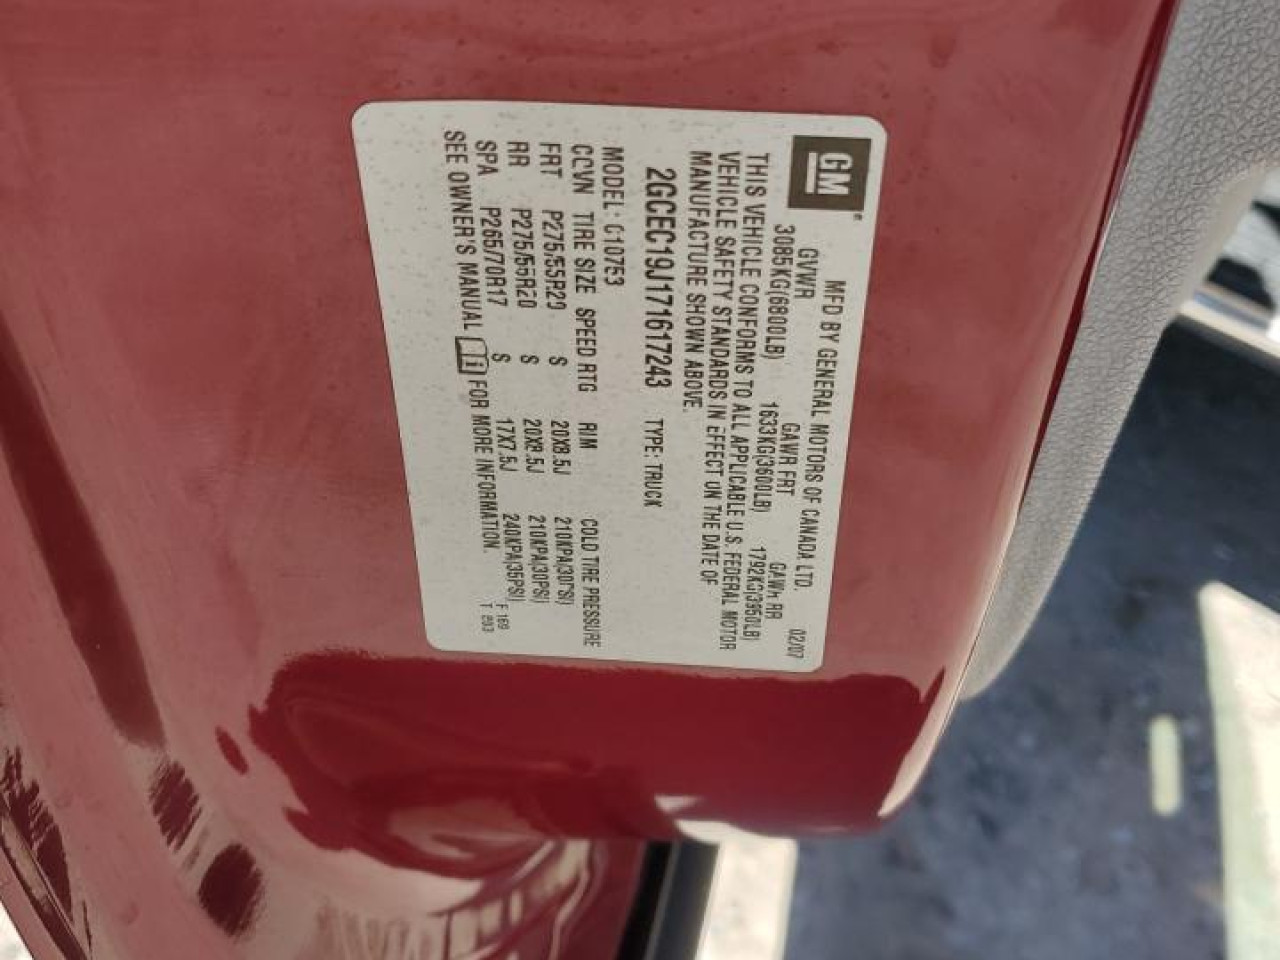 GM
MFD BY GENERAL MOTORS OF CANADA LTD. 02/07
GVWR GAWR FRT GAWR RR
3085KG(6800LB) 1633KG(3600LB) 1792KG(3950LB)
THIS VEHICLE CONFORMS TO ALL APPLICABLE U.S. FEDERAL MOTOR
VEHICLE SAFETY STANDARDS IN EFFECT ON THE DATE OF
MANUFACTURE SHOWN ABOVE.
2GCEC19J171617243 TYPE: TRUCK
MODEL: C10753
TIRE SIZE SPEED RTG RIM COLD TIRE PRESSURE
FRT P275/55R20 S 20X8.5J 210KPA(30PSI)
RR P275/55R20 S 20X8.5J 210KPA(30PSI)
SPA P265/70R17 S 17X7.5J 240KPA(35PSI)
SEE OWNER'S MANUAL FOR MORE INFORMATION.
F 169